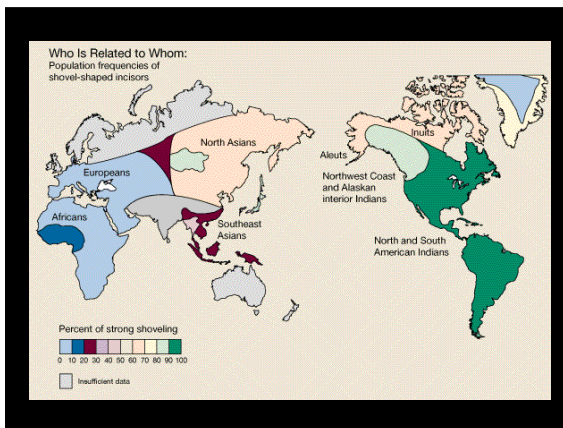 Who Is Related to Whom:
Population frequencies of
shovel-shaped incisors
North Asians
Europeans
Africans
Southeast
Asians
Inuits
Aleuts
Northwest Coast
and Alaskan
interior Indians
North and South
American Indians
Percent of strong shoveling
0 10 20 30 40 50 60 70 80 90 100
Insufficient data